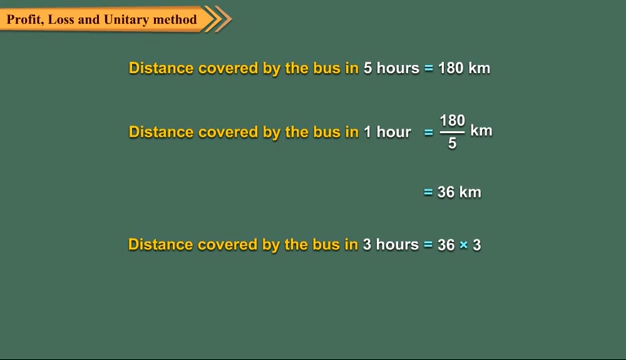 Profit, Loss and Unitary method
Distance covered by the bus in 5 hours = 180 km
Distance covered by the bus in 1 hour = 180/5 km
= 36 km
Distance covered by the bus in 3 hours = 36 × 3